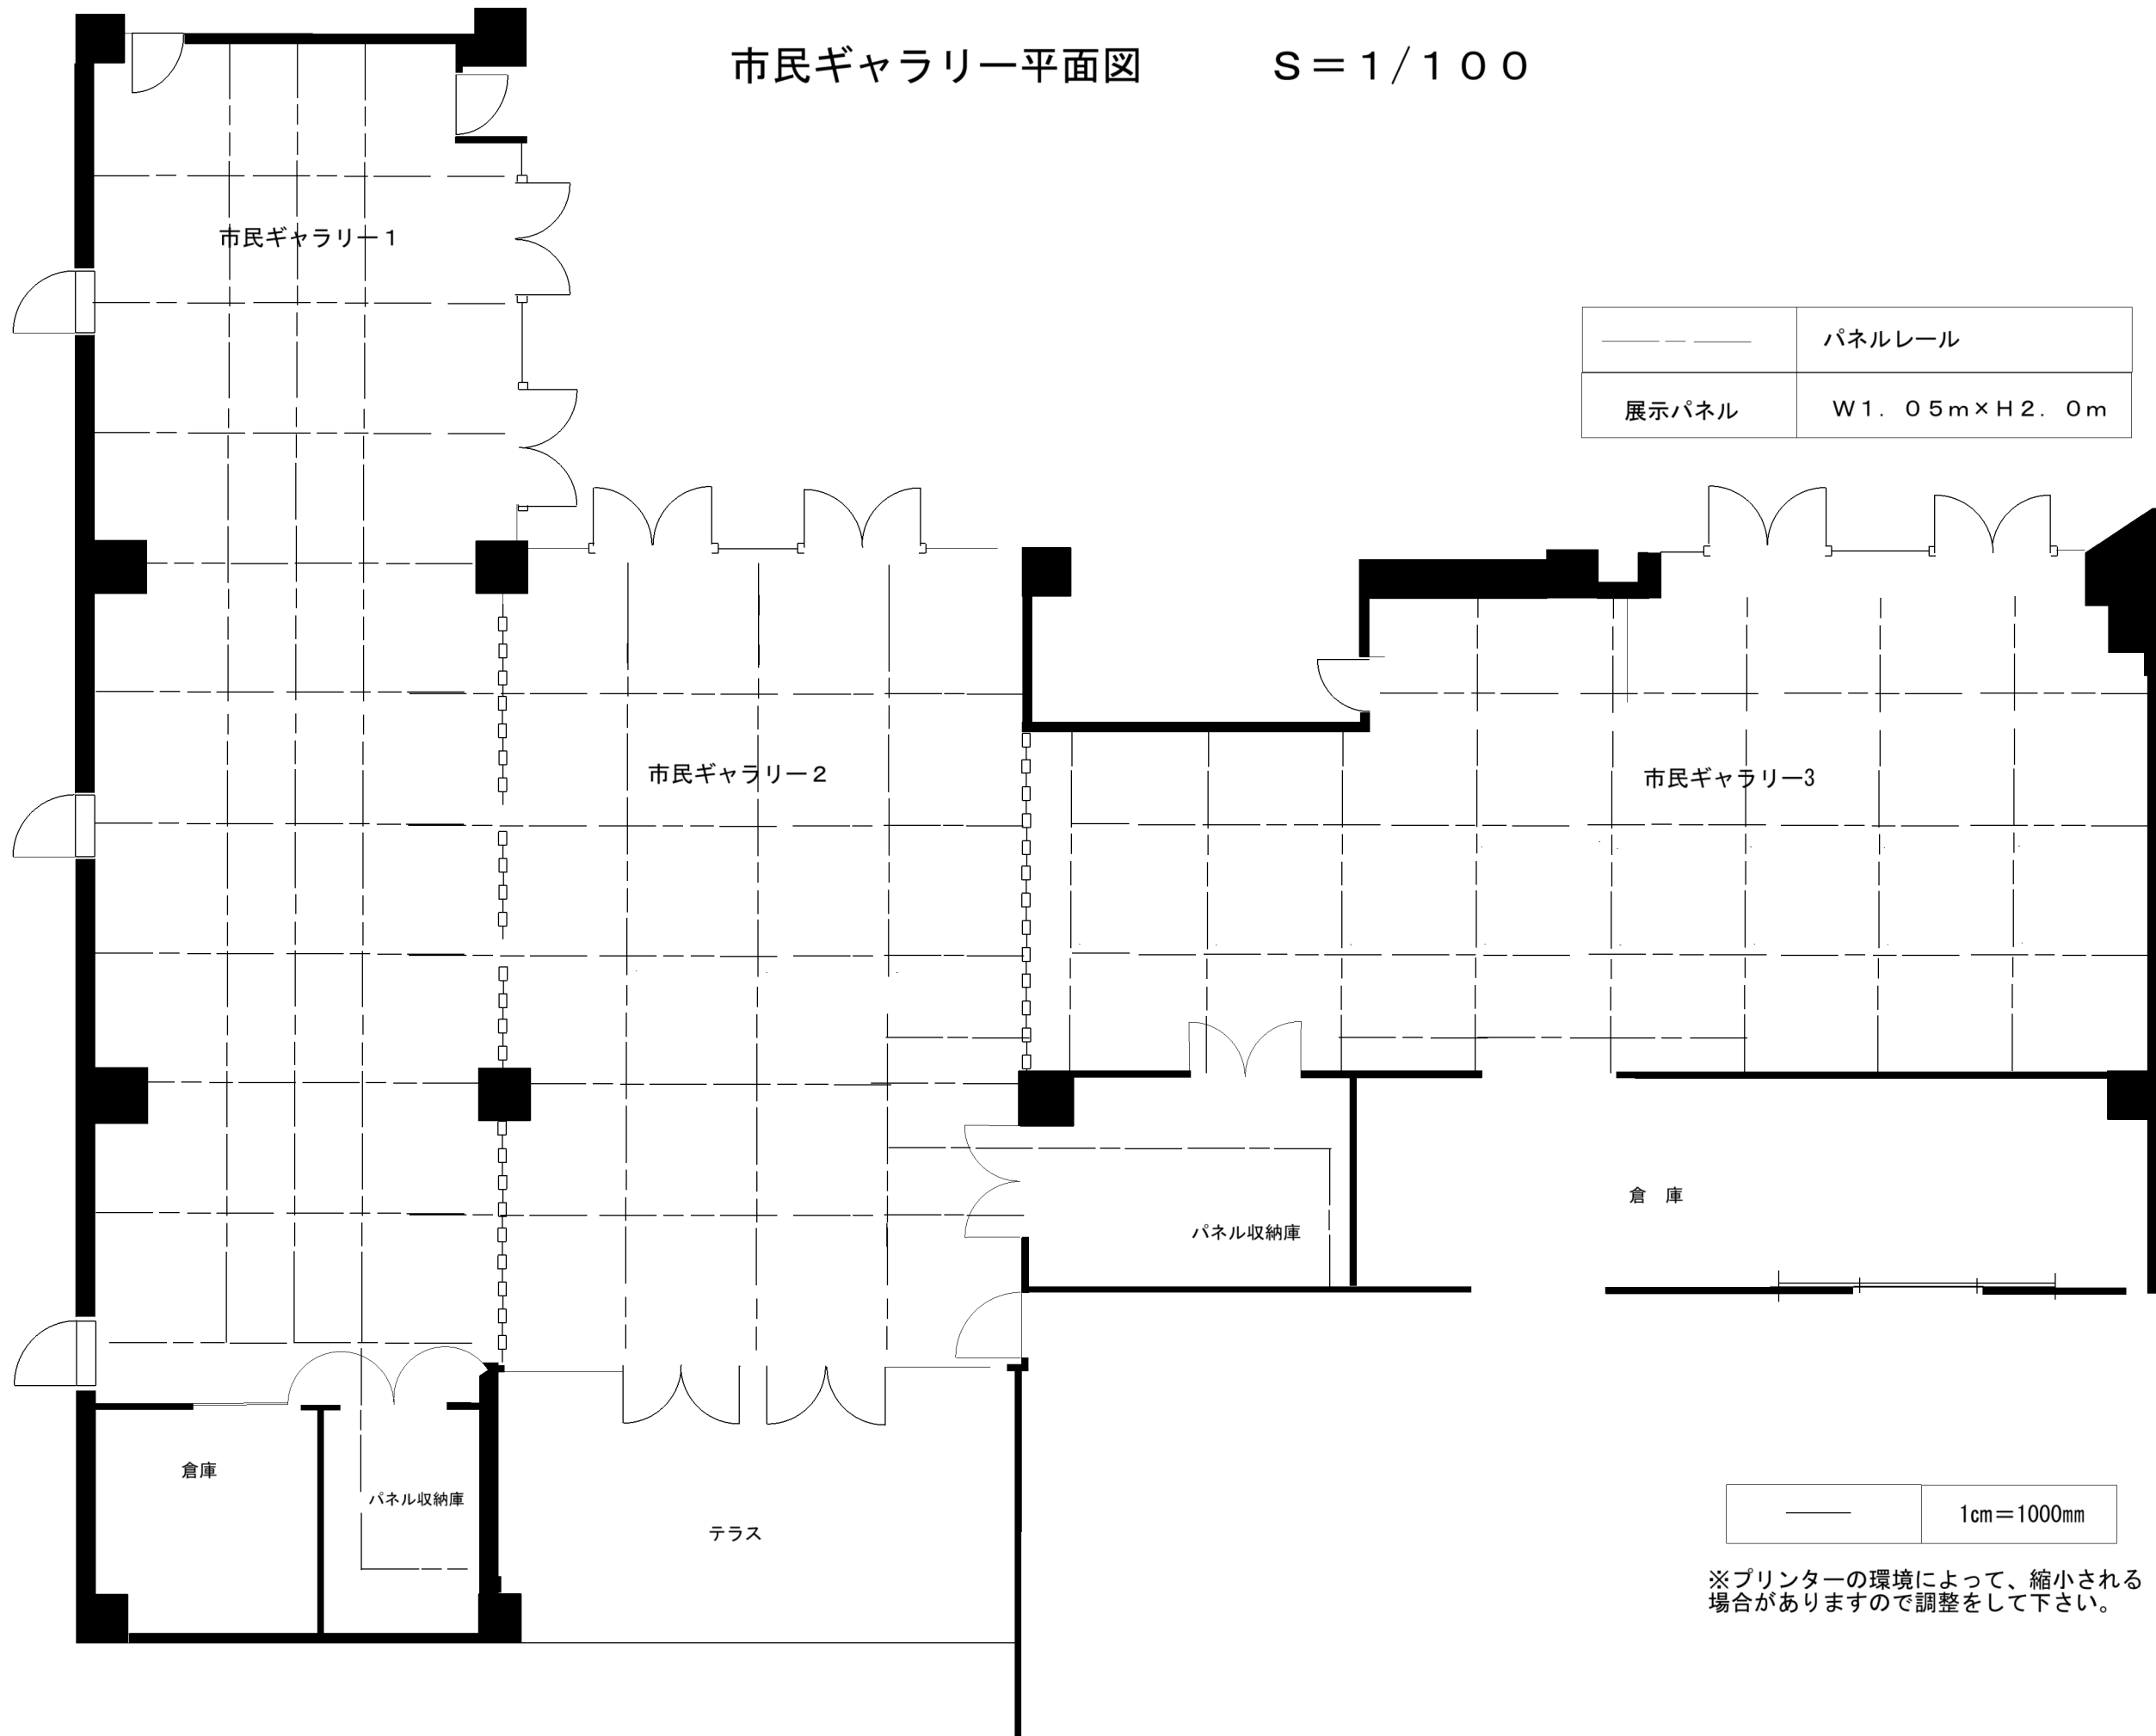 市民ギャラリー平面図　　　Ｓ＝１/１００
市民ギャラリー１
パネルレール
展示パネル　Ｗ１．０５ｍ×Ｈ２．０ｍ
市民ギャラリー２
市民ギャラリー3
倉　庫
パネル収納庫
倉庫
パネル収納庫
テラス
1cm＝1000㎜
※プリンターの環境によって、縮小される
場合がありますので調整をして下さい。